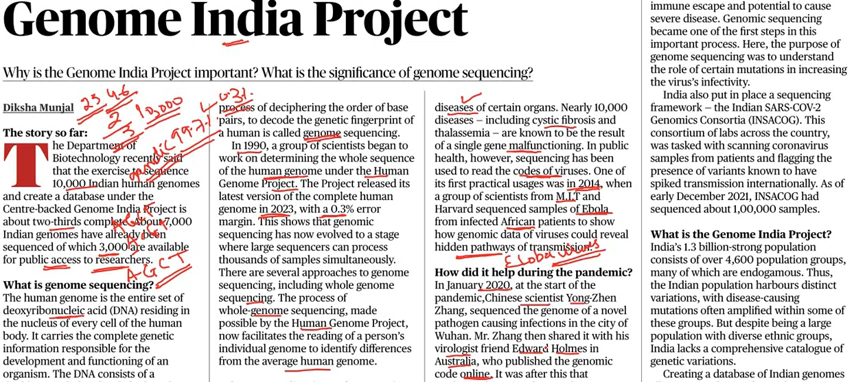 Genome India Project
Why is the Genome India Project important? What is the significance of genome sequencing?
Diksha Munjal
The story so far:
The Department of
Biotechnology recently said
that the exercise to sequence
10,000 Indian human genomes
and create a database under the
Centre-backed Genome India Project is
about two-thirds complete. About 7,000
Indian genomes have already been
sequenced of which 3,000 are available
for public access to researchers.
What is genome sequencing?
The human genome is the entire set of
deoxyribonucleic acid (DNA) residing in
the nucleus of every cell of the human
body. It carries the complete genetic
information responsible for the
development and functioning of an
organism. The DNA consists of a
process of deciphering the order of base
pairs, to decode the genetic fingerprint of
a human is called genome sequencing.
In 1990, a group of scientists began to
work on determining the whole sequence
of the human genome under the Human
Genome Project. The Project released its
latest version of the complete human
genome in 2023, with a 0.3% error
margin. This shows that genomic
sequencing has now evolved to a stage
where large sequencers can process
thousands of samples simultaneously.
There are several approaches to genome
sequencing, including whole genome
sequencing. The process of
whole-genome sequencing, made
possible by the Human Genome Project,
now facilitates the reading of a person's
individual genome to identify differences
from the average human genome.
diseases of certain organs. Nearly 10,000
diseases – including cystic fibrosis and
thalassemia – are known to be the result
of a single gene malfunctioning. In public
health, however, sequencing has been
used to read the codes of viruses. One of
its first practical usages was in 2014, when
a group of scientists from M.I.T and
Harvard sequenced samples of Ebola
from infected African patients to show
how genomic data of viruses could reveal
hidden pathways of transmission.
How did it help during the pandemic?
In January 2020, at the start of the
pandemic,Chinese scientist Yong-Zhen
Zhang, sequenced the genome of a novel
pathogen causing infections in the city of
Wuhan. Mr. Zhang then shared it with his
virologist friend Edward Holmes in
Australia, who published the genomic
code online. It was after this that
immune escape and potential to cause
severe disease. Genomic sequencing
became one of the first steps in this
important process. Here, the purpose of
genome sequencing was to understand
the role of certain mutations in increasing
the virus's infectivity.
India also put in place a sequencing
framework – the Indian SARS-COV-2
Genomics Consortia (INSACOG). This
consortium of labs across the country,
was tasked with scanning coronavirus
samples from patients and flagging the
presence of variants known to have
spiked transmission internationally. As of
early December 2021, INSACOG had
sequenced about 1,00,000 samples.
What is the Genome India Project?
India's 1.3 billion-strong population
consists of over 4,600 population groups,
many of which are endogamous. Thus,
the Indian population harbours distinct
variations, with disease-causing
mutations often amplified within some of
these groups. But despite being a large
population with diverse ethnic groups,
India lacks a comprehensive catalogue of
genetic variations.
Creating a database of Indian genomes
23
2
3
10,000
genetic 99.7%
A-G-C-T